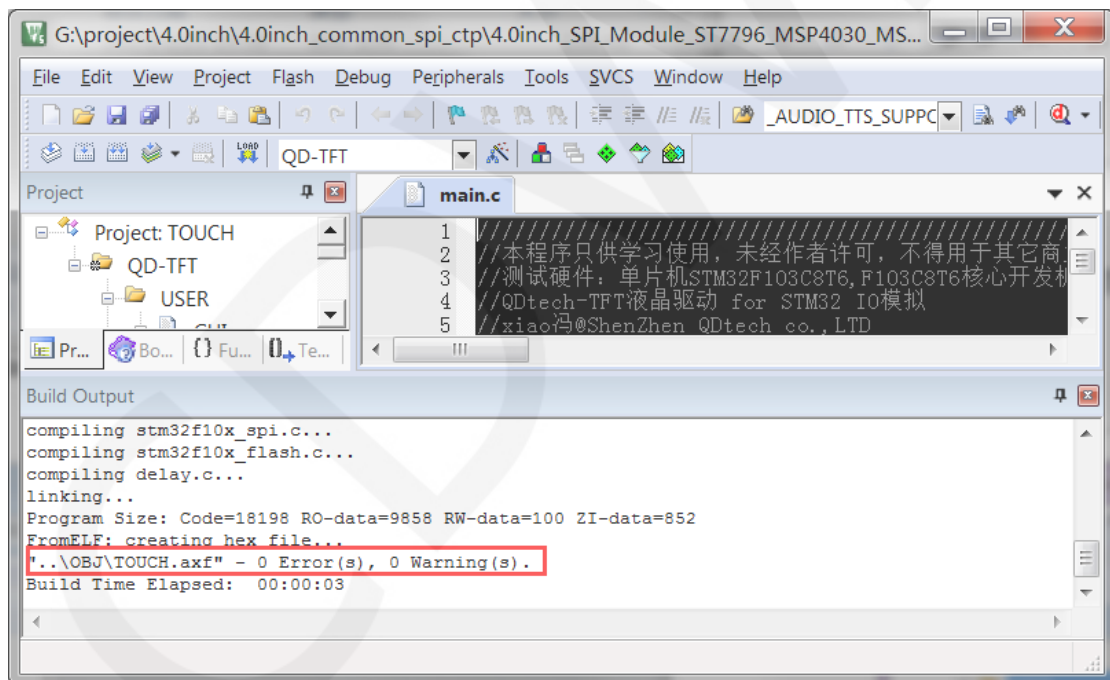 G:\project\4.0inch\4.0inch_common_spi_ctp\4.0inch_SPI_Module_ST7796_MSP4030_MS...
File Edit View Project Flash Debug Peripherals Tools SVCS Window Help
_AUDIO_TTS_SUPPC
LOAD QD-TFT
Project
main.c
Project: TOUCH
QD-TFT
USER
Pr... Bo... {} Fu... 0 Te...
1 //////////////////////////////////////////
2 //本程序只供学习使用，未经作者许可，不得用于其它商
3 //测试硬件：单片机STM32F103C8T6,F103C8T6核心开发
4 //QDtech-TFT液晶驱动 for STM32 IO模拟
5 //xiao冯@ShenZhen QDtech co.,LTD
Build Output
compiling stm32f10x_spi.c...
compiling stm32f10x_flash.c...
compiling delay.c...
linking...
Program Size: Code=18198 RO-data=9858 RW-data=100 ZI-data=852
FromELF: creating hex file...
"..\OBJ\TOUCH.axf" - 0 Error(s), 0 Warning(s).
Build Time Elapsed: 00:00:03